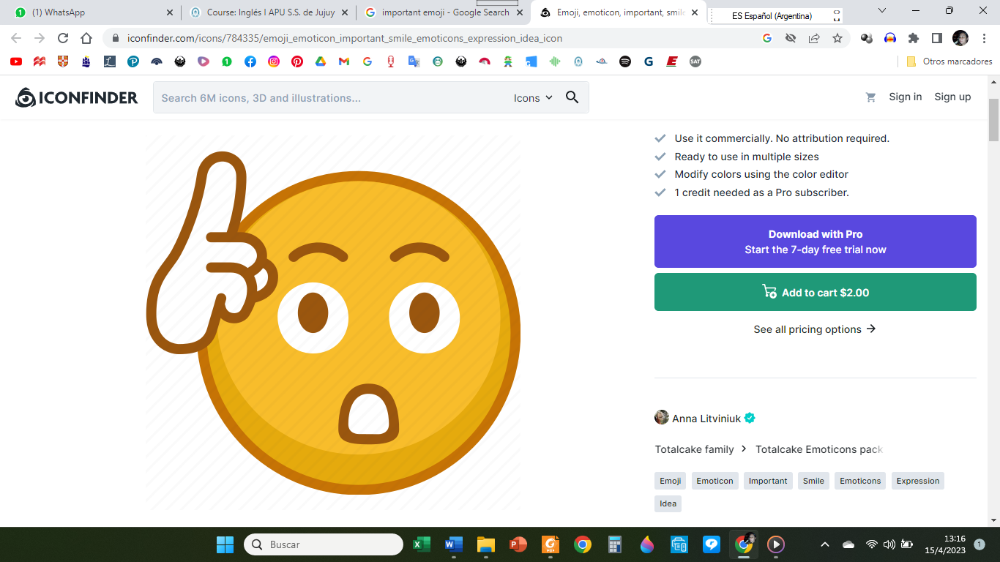 (1) WhatsApp
Course: Inglés I APU S.S. de Jujuy
important emoji - Google Search
Emoji, emoticon, important, smile
ES Español (Argentina)
iconfinder.com/icons/784335/emoji_emoticon_important_smile_emoticons_expression_idea_icon
Otros marcadores
ICONFINDER
Search 6M icons, 3D and illustrations...
Icons
Sign in
Sign up
Use it commercially. No attribution required.
Ready to use in multiple sizes
Modify colors using the color editor
1 credit needed as a Pro subscriber.
Download with Pro
Start the 7-day free trial now
Add to cart $2.00
See all pricing options
Anna Litviniuk
Totalcake family > Totalcake Emoticons pack
Emoji Emoticon Important Smile Emoticons Expression
Idea
Buscar
13:16
15/4/2023
1